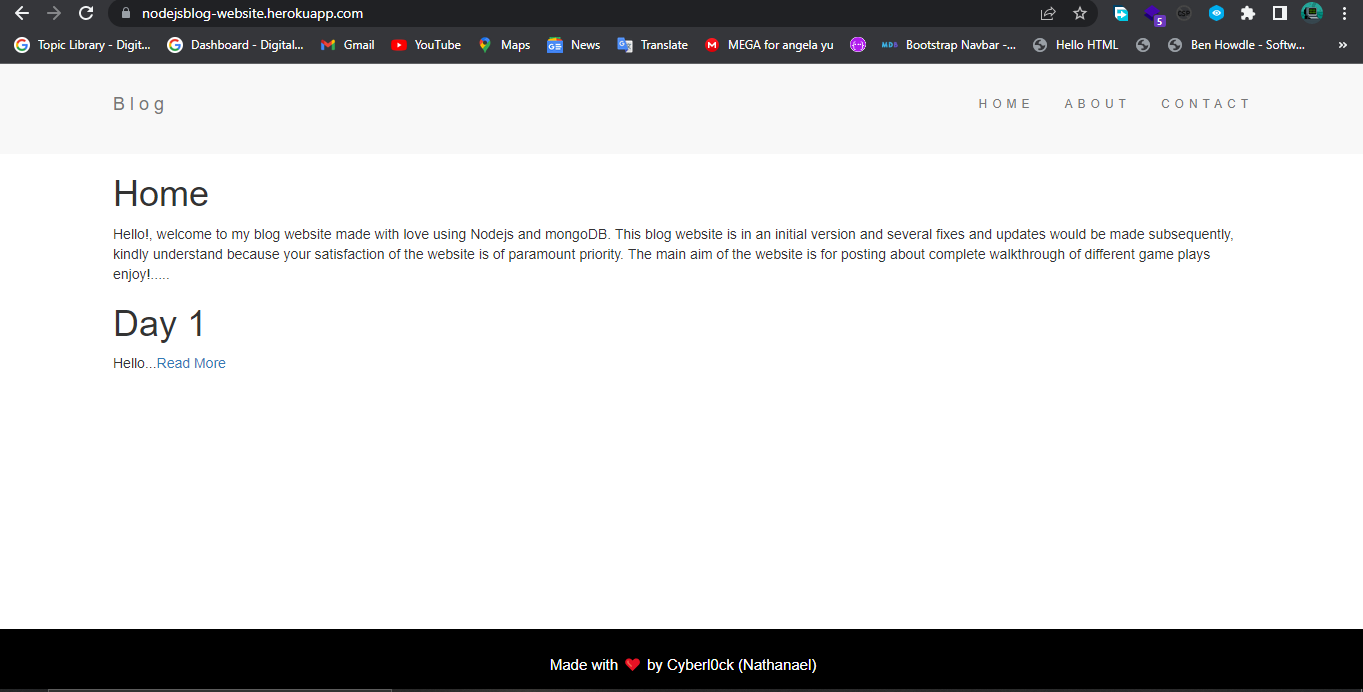 nodejsblog-website.herokuapp.com
5
Topic Library - Digit... Dashboard - Digital... Gmail YouTube Maps News Translate MEGA for angela yu Bootstrap Navbar -... Hello HTML Ben Howdle - Softw... »
Blog HOME ABOUT CONTACT
Home
Hello!, welcome to my blog website made with love using Nodejs and mongoDB. This blog website is in an initial version and several fixes and updates would be made subsequently,
kindly understand because your satisfaction of the website is of paramount priority. The main aim of the website is for posting about complete walkthrough of different game plays
enjoy!.....
Day 1
Hello...Read More
Made with ❤ by Cyberl0ck (Nathanael)